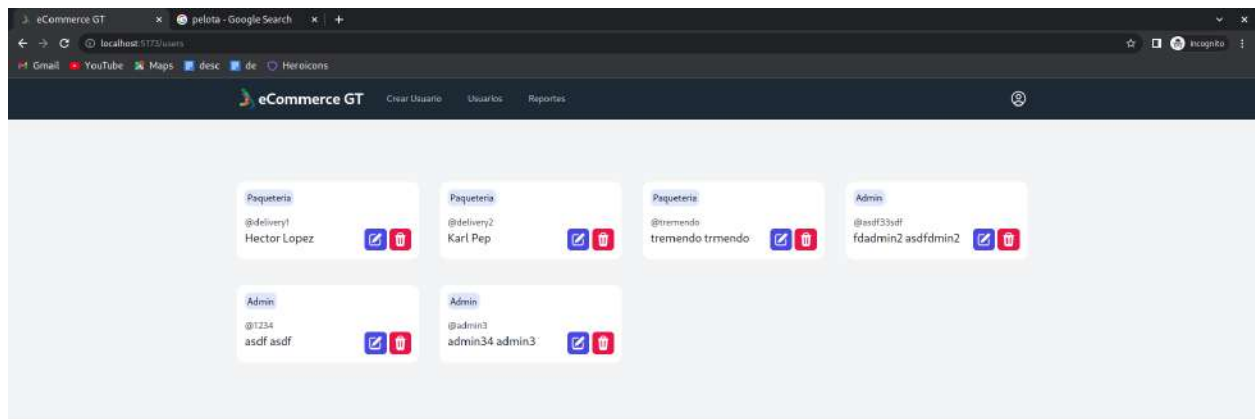 eCommerce GT
pelota - Google Search
localhost:5173/users
Incognito
Gmail YouTube Maps desc de Heroicons
eCommerce GT Crear Usuario Usuarios Reportes
Paqueteria
@delivery1
Hector Lopez
Paqueteria
@delivery2
Karl Pep
Paqueteria
@tremendo
tremendo trmendo
Admin
@asdf33sdf
fdadmin2 asdfdmin2
Admin
@1234
asdf asdf
Admin
@admin3
admin34 admin3